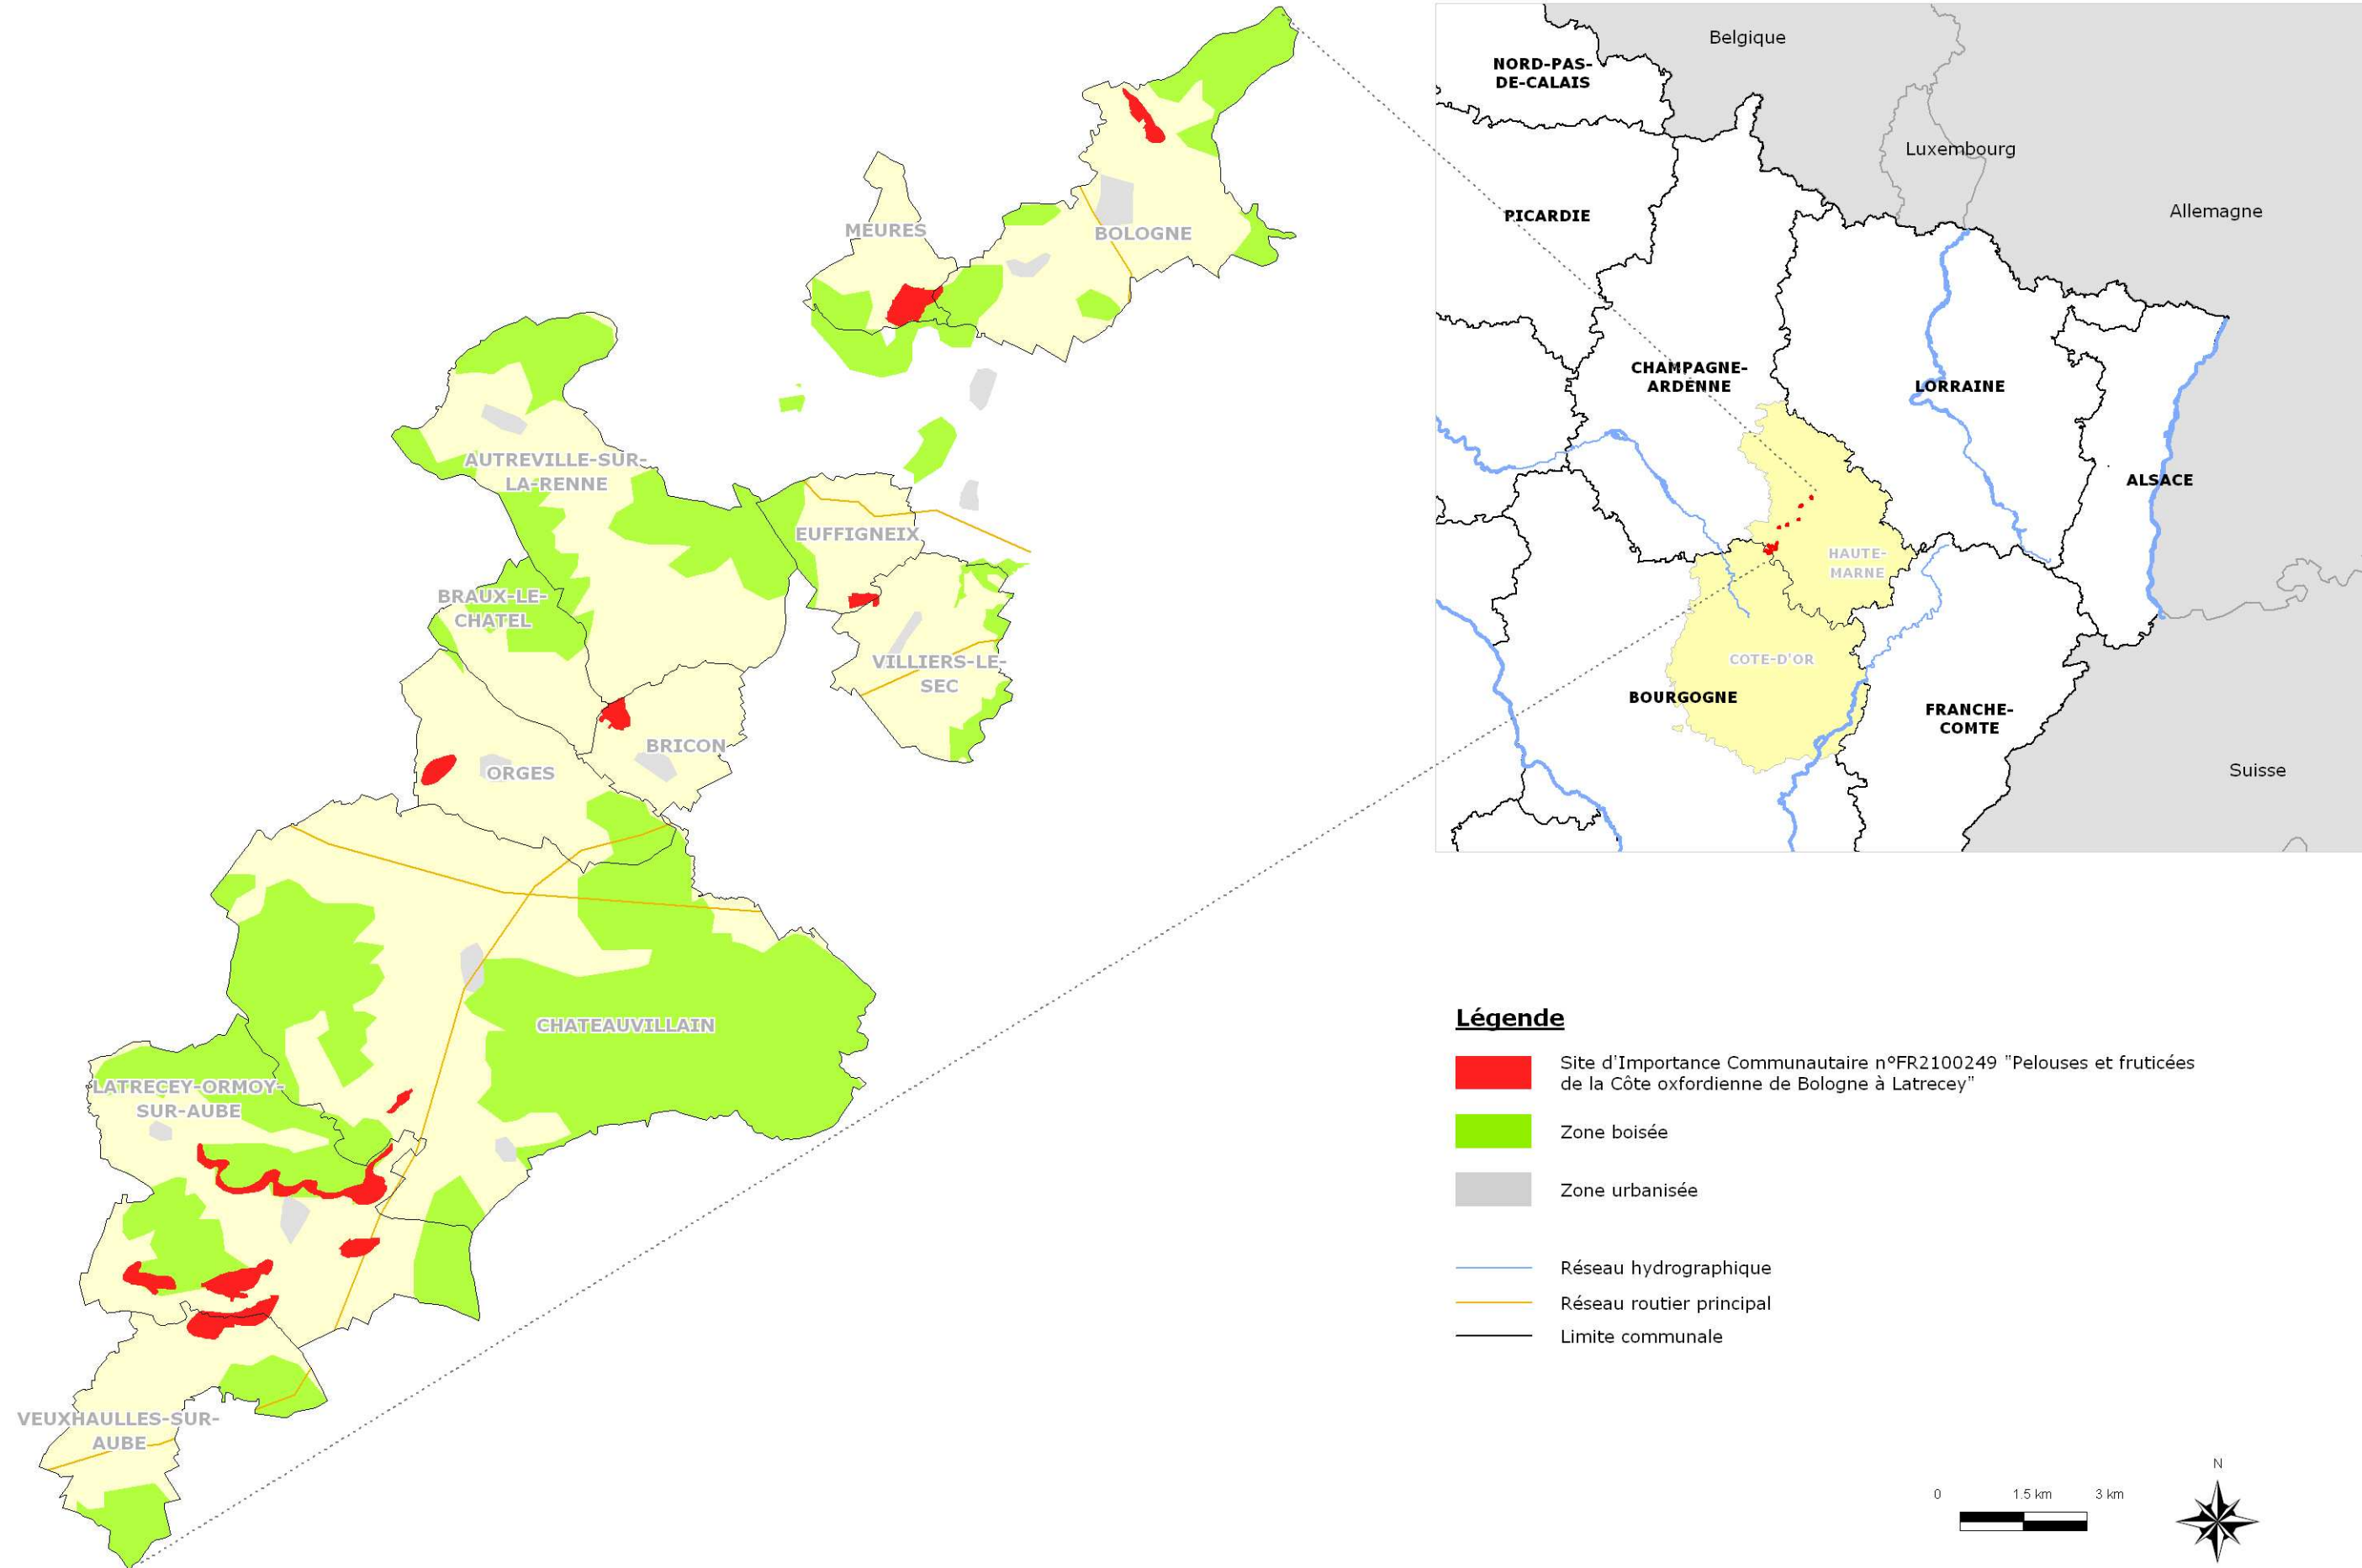 MEURES
BOLOGNE
AUTREVILLE-SUR-
LA-RENNE
EUFFIGNEIX
BRAUX-LE-
CHATEL
VILLIERS-LE-
SEC
BRICON
ORGES
CHATEAUVILLAIN
LATRECEY-ORMOY-
SUR-AUBE
VEUXHAULLES-SUR-
AUBE
Belgique
NORD-PAS-
DE-CALAIS
Luxembourg
PICARDIE
Allemagne
CHAMPAGNE-
ARDENNE
LORRAINE
ALSACE
HAUTE-
MARNE
COTE-D'OR
BOURGOGNE
FRANCHE-
COMTE
Suisse
Légende
Site d'Importance Communautaire n°FR2100249 "Pelouses et fruticées
de la Côte oxfordienne de Bologne à Latrecey"
Zone boisée
Zone urbanisée
Réseau hydrographique
Réseau routier principal
Limite communale
0 1.5 km 3 km
N